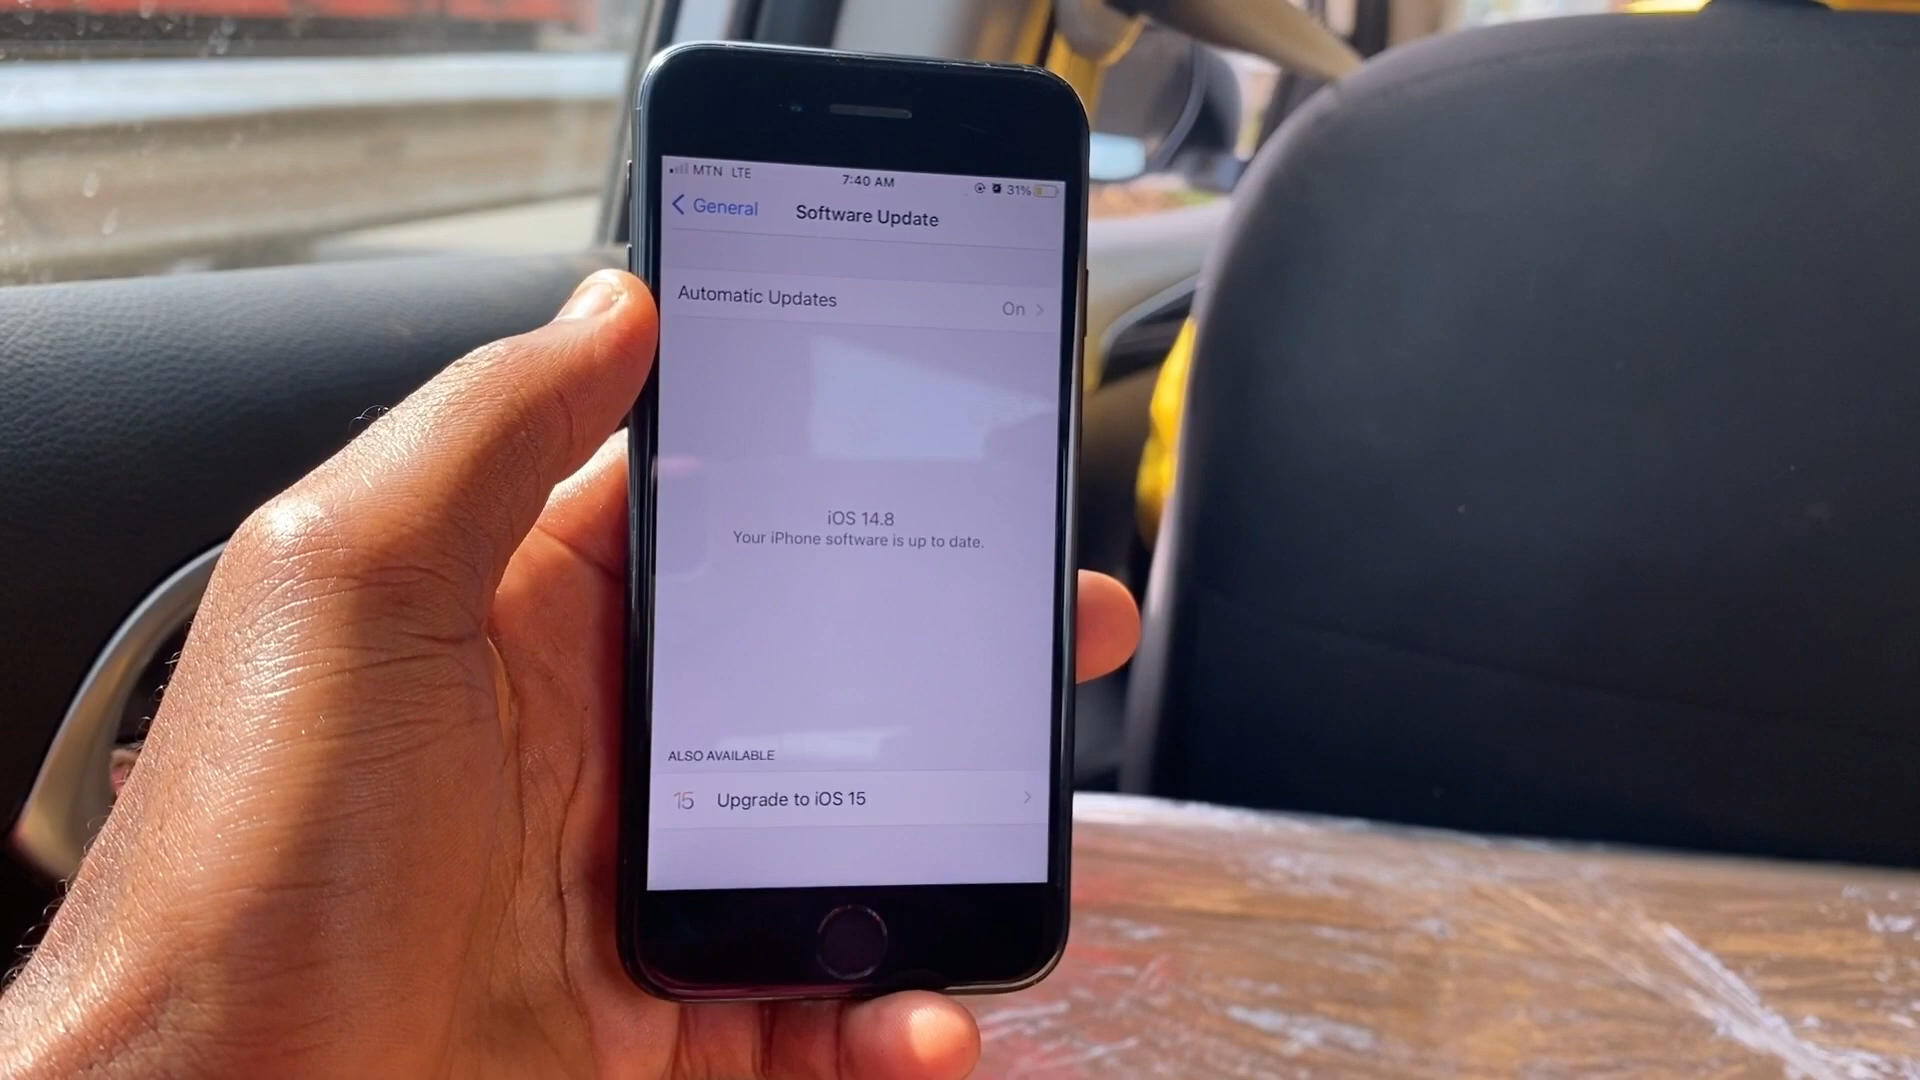 MTN LTE
7:40 AM
31%
General
Software Update
Automatic Updates
On
iOS 14.8
Your iPhone software is up to date.
ALSO AVAILABLE
15
Upgrade to iOS 15